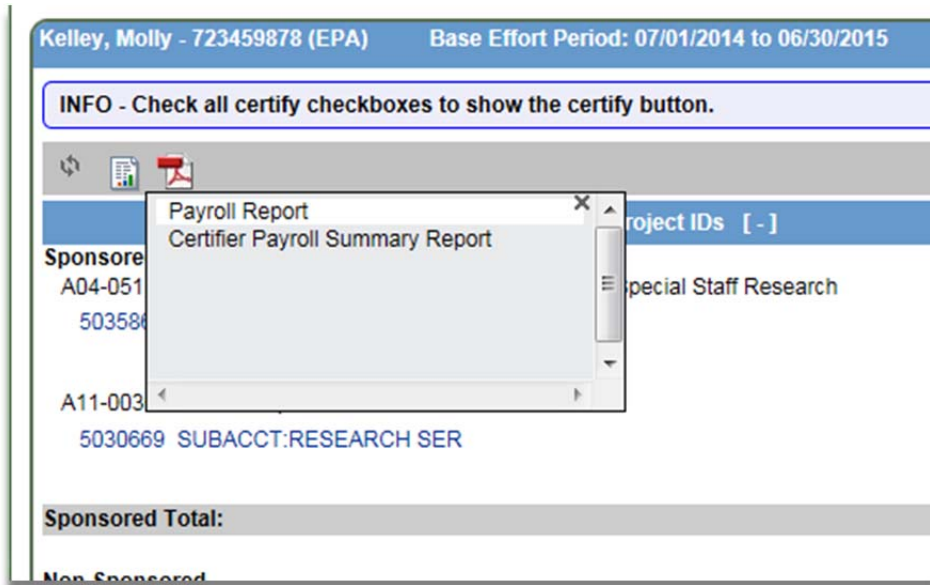 Kelley, Molly - 723459878 (EPA) Base Effort Period: 07/01/2014 to 06/30/2015
INFO - Check all certify checkboxes to show the certify button.
Payroll Report
Certifier Payroll Summary Report
roject IDs [ - ]
Sponsore
A04-051 pecial Staff Research
503586
A11-003
5030669 SUBACCT:RESEARCH SER
Sponsored Total:
Non-Sponsored